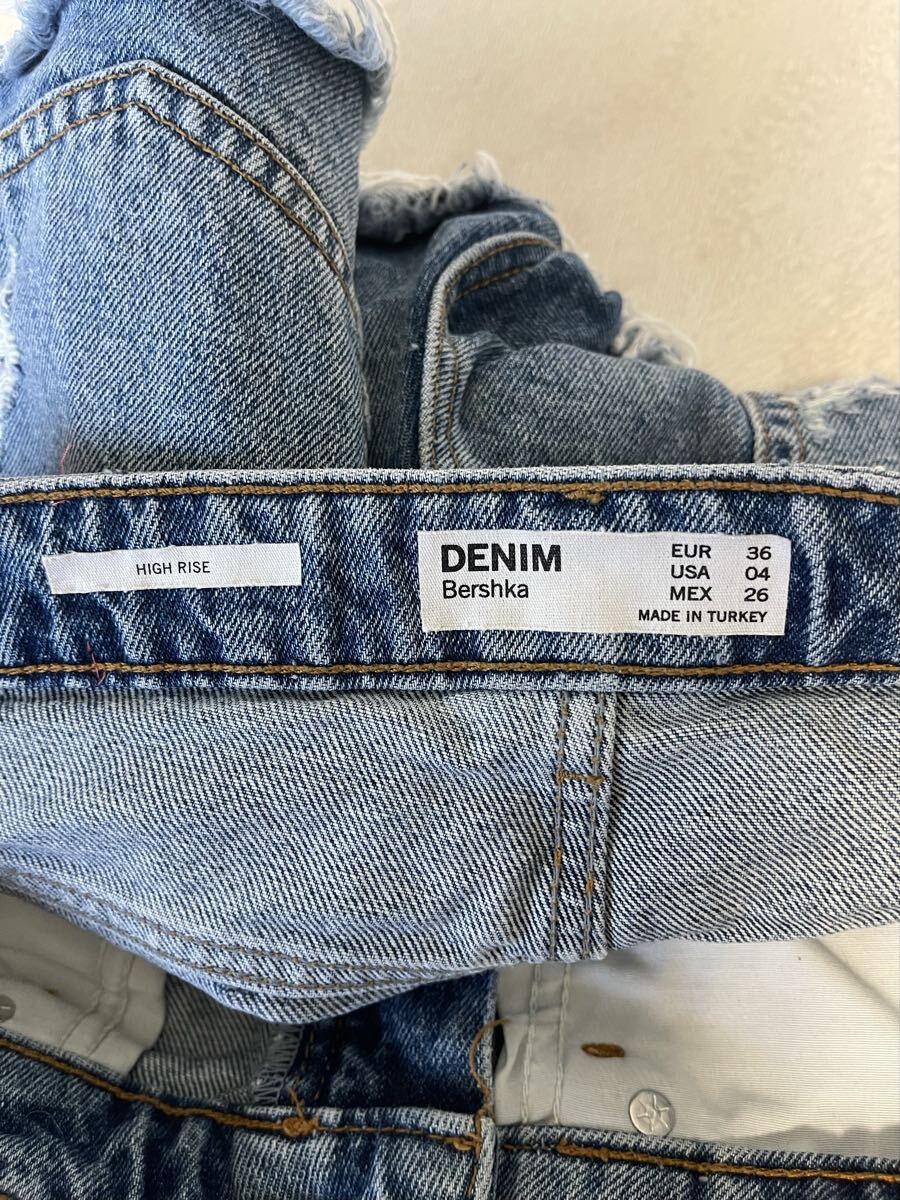 HIGH RISE
DENIM
Bershka
EUR 36
USA 04
MEX 26
MADE IN TURKEY